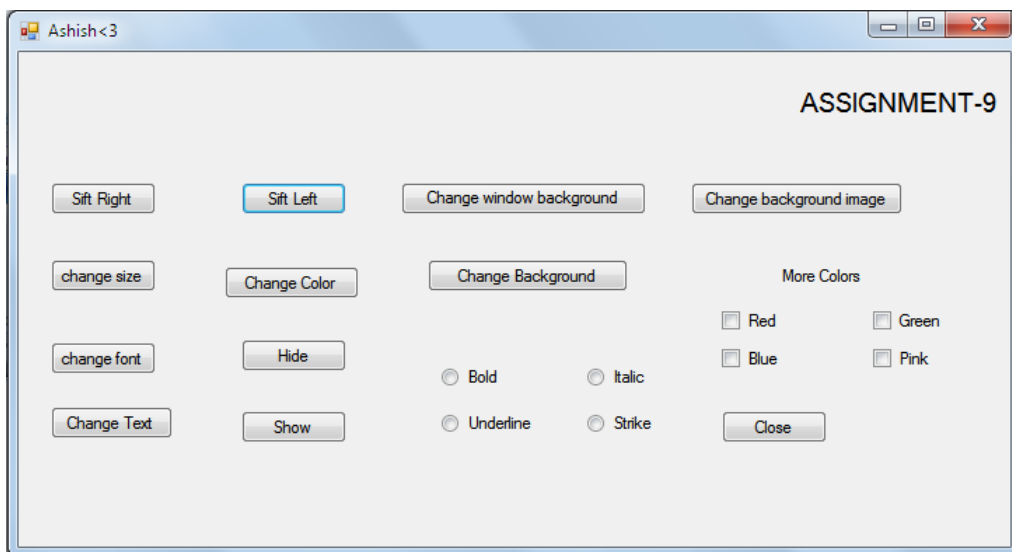 Ashish<3
ASSIGNMENT-9
Sift Right Sift Left Change window background Change background image
change size Change Color Change Background More Colors
Red Green
change font Hide Blue Pink
Bold Italic
Change Text Show Underline Strike Close